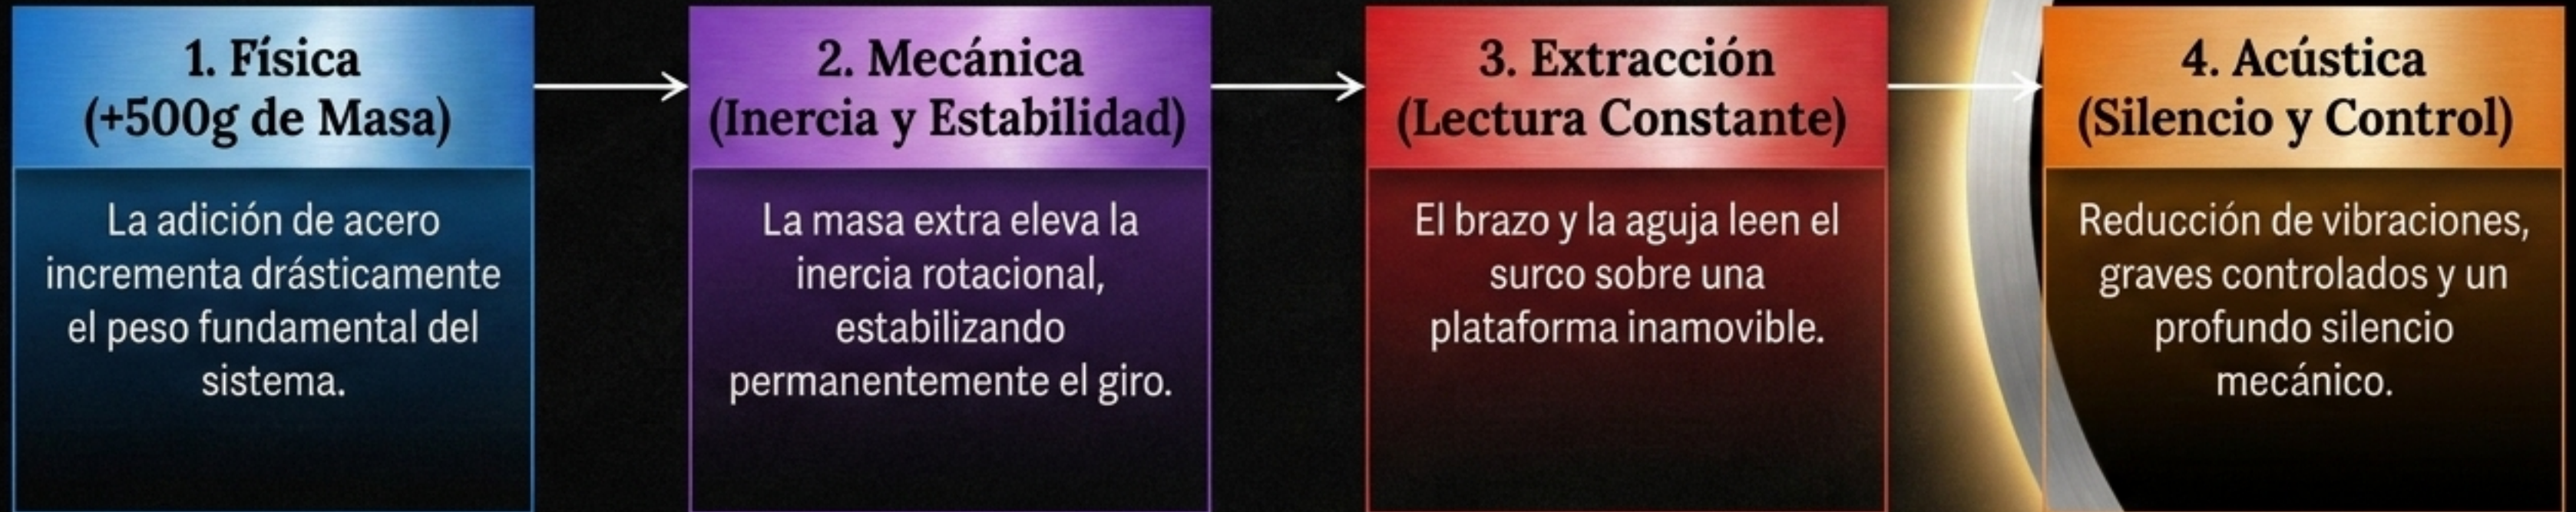 1. Física
(+500g de Masa)
La adición de acero
incrementa drásticamente
el peso fundamental del
sistema.
2. Mecánica
(Inercia y Estabilidad)
La masa extra eleva la
inercia rotacional,
estabilizando
permanentemente el giro.
3. Extracción
(Lectura Constante)
El brazo y la aguja leen el
surco sobre una
plataforma inamovible.
4. Acústica
(Silencio y Control)
Reducción de vibraciones,
graves controlados y un
profundo silencio
mecánico.